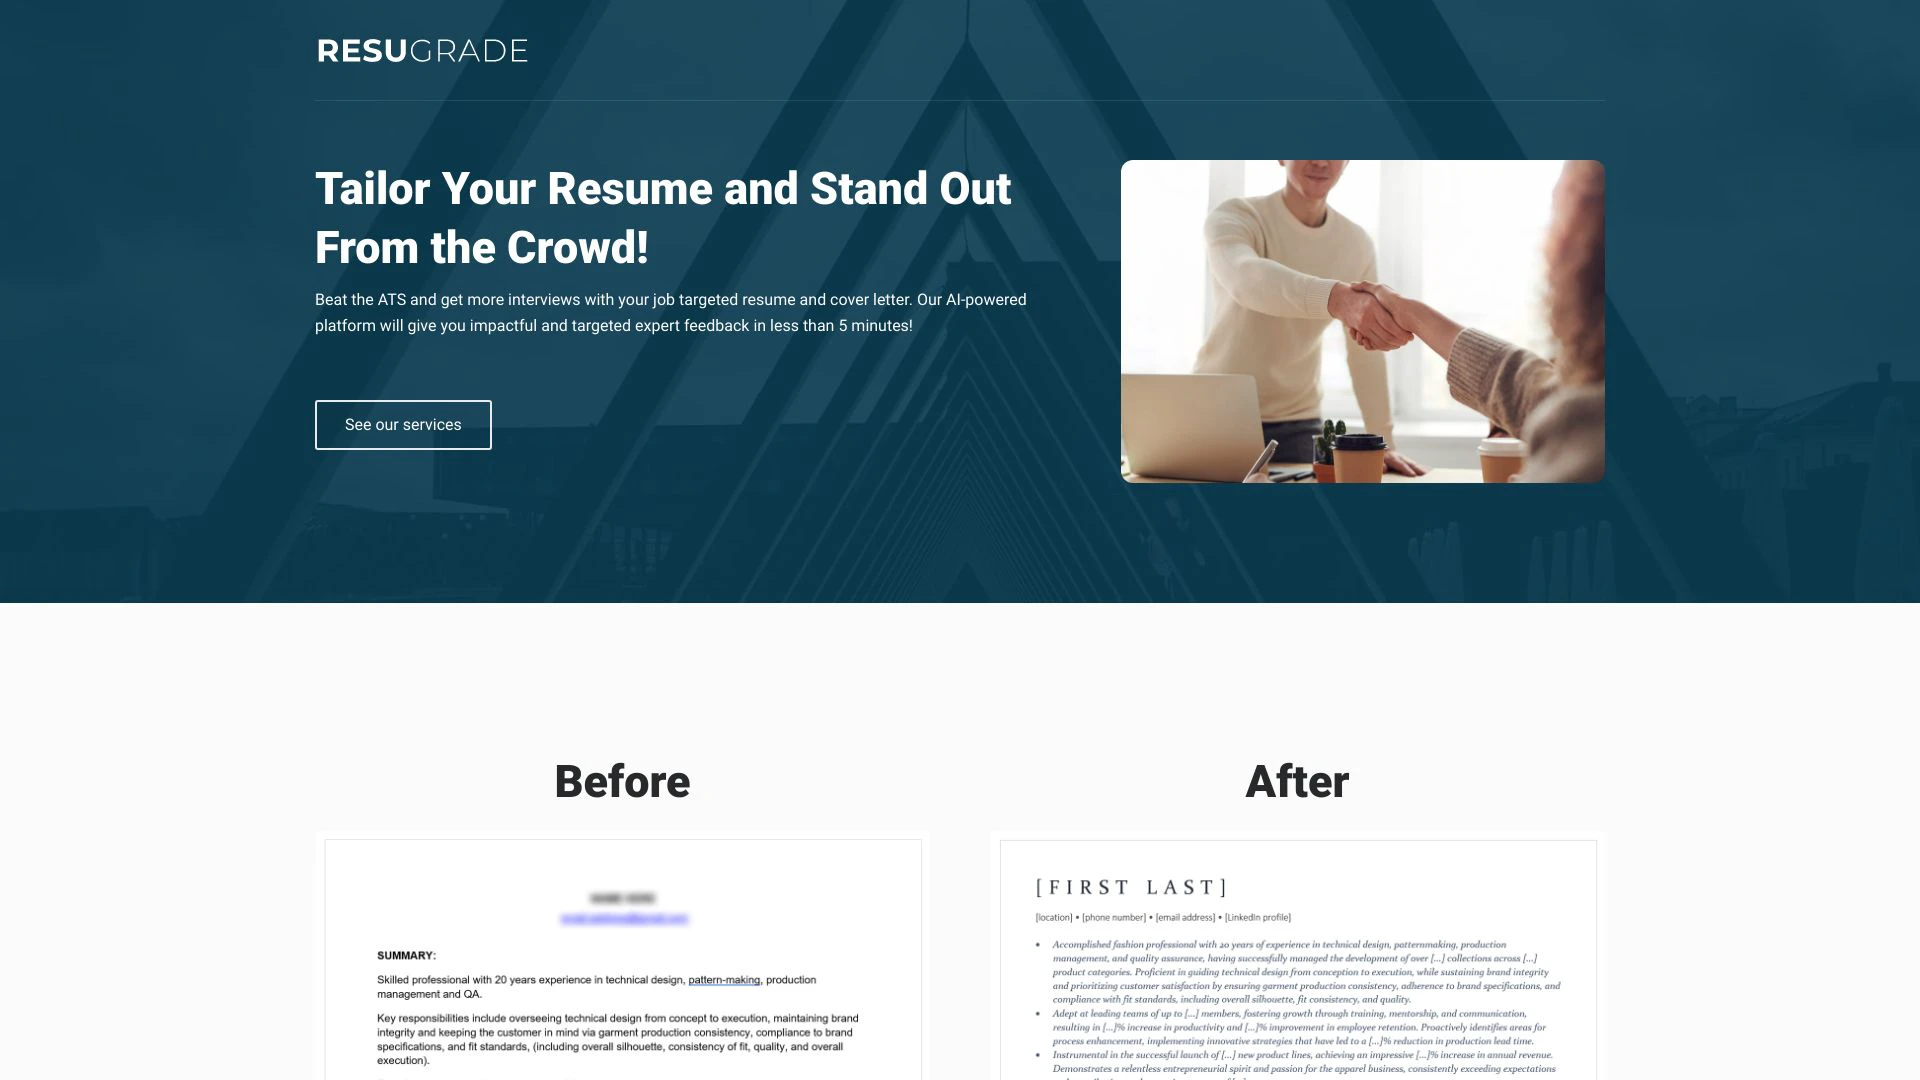 RESUGRADE
Tailor Your Resume and Stand Out
From the Crowd!
Beat the ATS and get more interviews with your job targeted resume and cover letter. Our AI-powered
platform will give you impactful and targeted expert feedback in less than 5 minutes!
See our services
Before
SUMMARY:
Skilled professional with 20 years experience in technical design, pattern-making, production
management and QA.
Key responsibilities include overseeing technical design from concept to execution, maintaining brand
integrity and keeping the customer in mind via garment production consistency, compliance to brand
specifications, and fit standards, (including overall silhouette, consistency of fit, quality, and overall
execution).
After
[FIRST LAST]
[location] • [phone number] • [email address] • [LinkedIn profile]
• Accomplished fashion professional with 20 years of experience in technical design, patternmaking, production
management, and quality assurance, having successfully managed the development of over [...] collections across [...]
product categories. Proficient in guiding technical design from conception to execution, while sustaining brand integrity
and prioritizing customer satisfaction by ensuring garment production consistency, adherence to brand specifications, and
compliance with fit standards, including overall silhouette, fit consistency, and quality.
• Adept at leading teams of up to [...] members, fostering growth through training, mentorship, and communication,
resulting in [...]% increase in productivity and [...]% improvement in employee retention. Proactively identifies areas for
process enhancement, implementing innovative strategies that have led to a [...]% reduction in production lead time.
• Instrumental in the successful launch of [...] new product lines, achieving an impressive [...]% increase in annual revenue.
Demonstrates a relentless entrepreneurial spirit and passion for the apparel business, consistently exceeding expectations